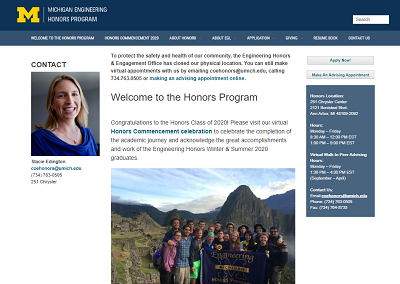 M
MICHIGAN ENGINEERING
HONORS PROGRAM
Search
WELCOME TO THE HONORS PROGRAM
HONORS COMMENCEMENT 2020
ABOUT HONORS
ABOUT EGL
APPLICATION
GIVING
RESUME BOOK
CONTACT US
CONTACT
Stacie Edington
coehonors@umich.edu
(734) 763-0505
251 Chrysler
To protect the safety and health of our community, the Engineering Honors
& Engagement Office has closed our physical location. You can still make
virtual appointments with us by emailing coehonors@umich.edu, calling
734.763.0505 or making an advising appointment online.
Welcome to the Honors Program
Congratulations to the Honors Class of 2020! Please visit our virtual
Honors Commencement celebration to celebrate the completion of
the academic journey and acknowledge the great accomplishments
and work of the Engineering Honors Winter & Summer 2020
graduates.
Apply Now!
Make An Advising Appointment
Honors Location:
251 Chrysler Center
2121 Bonisteel Blvd.
Ann Arbor, MI 48109-2092
Hours:
Monday – Friday
8:30 AM – 12:00 PM EST
1:00 PM – 5:00 PM EST
Virtual Walk In Peer Advising
Hours:
Monday – Friday
1:30 PM – 4:30 PM EST
(September – April)
Contact Us:
Email: coehonors@umich.edu
Phone: (734) 763-0505